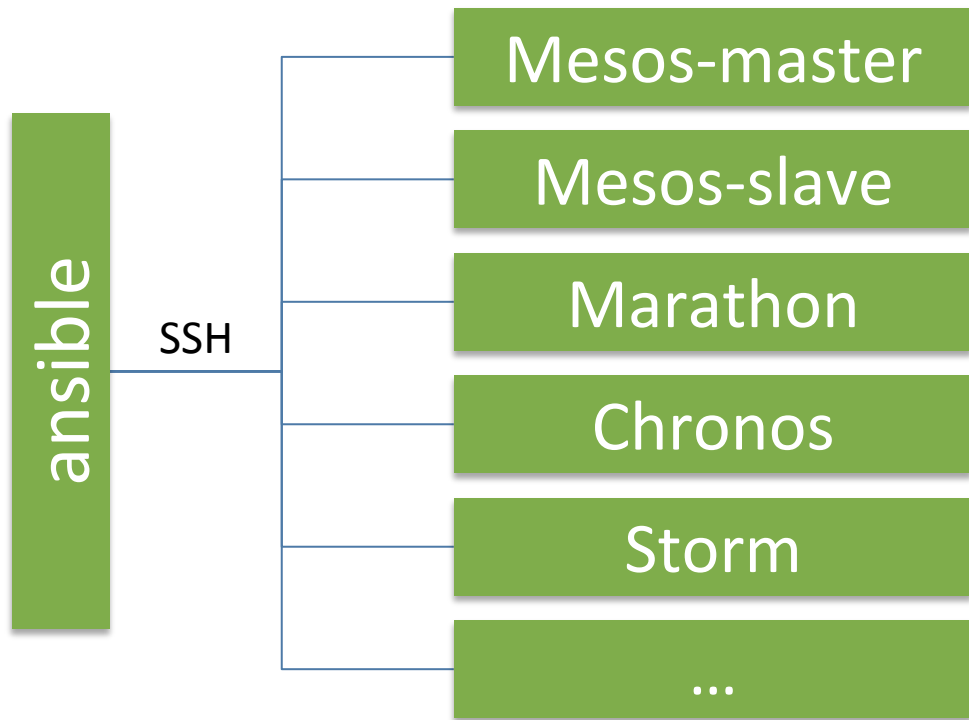 ansible
SSH
Mesos-master
Mesos-slave
Marathon
Chronos
Storm
...